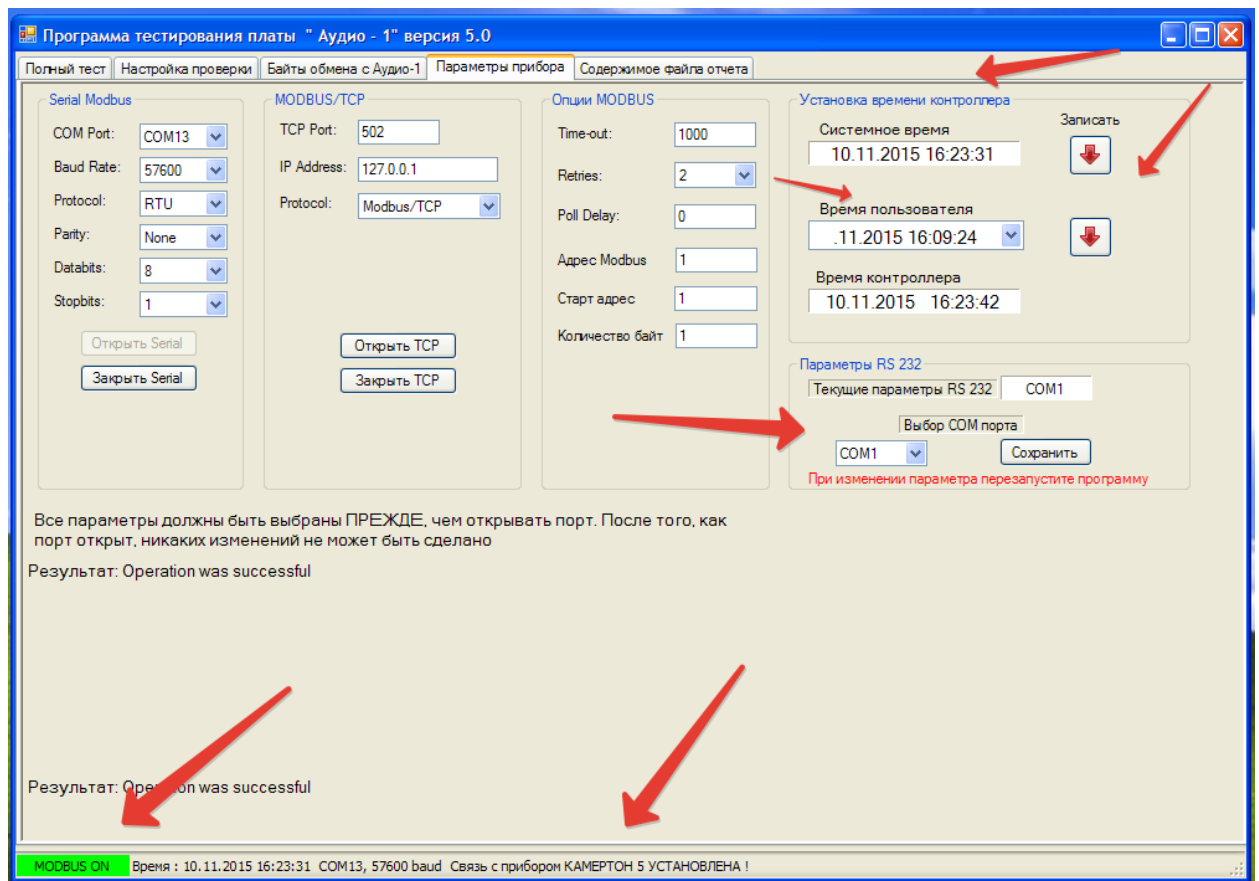 Программа тестирования платы " Аудио - 1" версия 5.0
Полный тест Настройка проверки Байты обмена с Аудио-1 Параметры прибора Содержимое файла отчета
Serial Modbus
COM Port: COM13
Baud Rate: 57600
Protocol: RTU
Parity: None
Databits: 8
Stopbits: 1
Открыть Serial
Закрыть Serial
MODBUS/TCP
TCP Port: 502
IP Address: 127.0.0.1
Protocol: Modbus/TCP
Открыть TCP
Закрыть TCP
Опции MODBUS
Time-out: 1000
Retries: 2
Poll Delay: 0
Адрес Modbus 1
Старт адрес 1
Количество байт 1
Установка времени контроллера
Системное время Записать
10.11.2015 16:23:31
Время пользователя
.11.2015 16:09:24
Время контроллера
10.11.2015 16:23:42
Параметры RS 232
Текущие параметры RS 232 COM1
Выбор COM порта
COM1 Сохранить
При изменении параметра перезапустите программу
Все параметры должны быть выбраны ПРЕЖДЕ, чем открывать порт. После того, как
порт открыт, никаких изменений не может быть сделано
Результат: Operation was successful
Результат: Operation was successful
MODBUS ON Время : 10.11.2015 16:23:31 COM13, 57600 baud Связь с прибором КАМЕРТОН 5 УСТАНОВЛЕНА !